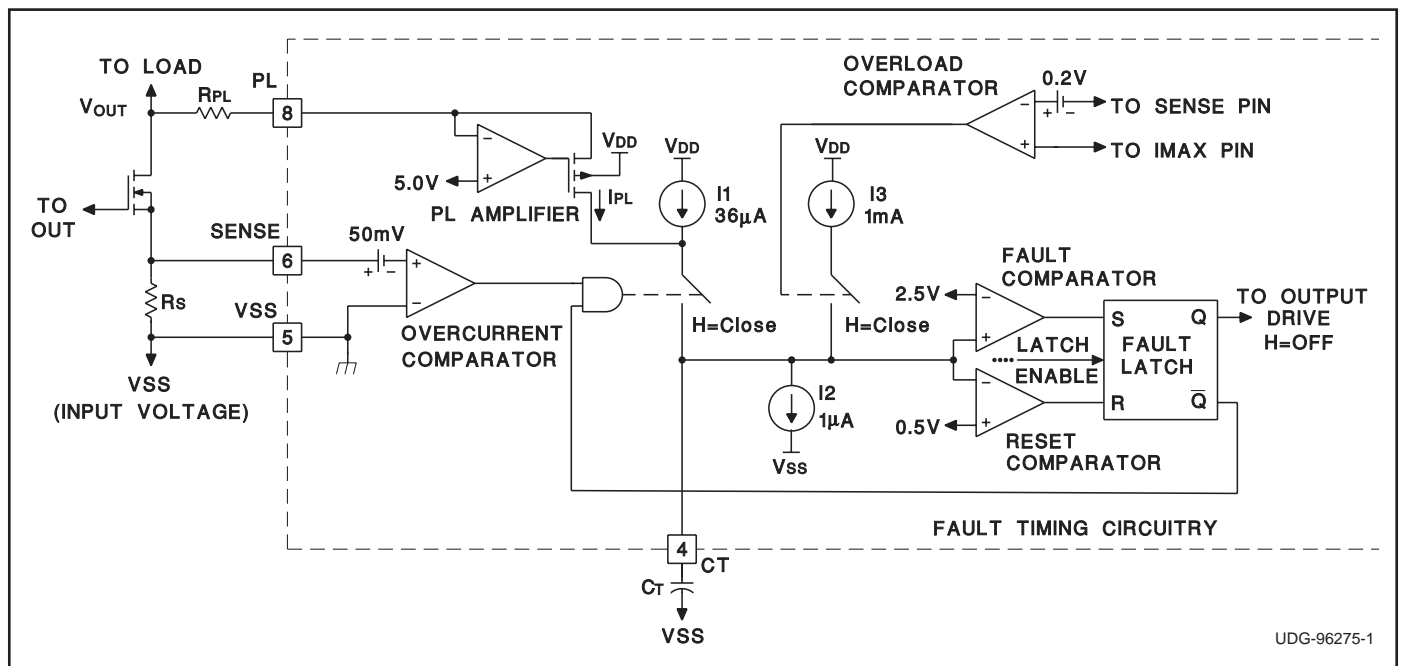 TO LOAD
VOUT
RPL
PL
8
TO
OUT
SENSE
6
RS
VSS
5
VSS
(INPUT VOLTAGE)
50mV
+ -
+
-
OVERCURRENT
COMPARATOR
-
+
5.0V
PL AMPLIFIER
VDD
IPL
VDD
I1
36µA
H=Close
OVERLOAD
COMPARATOR
0.2V
+ -
-
+
TO SENSE PIN
TO IMAX PIN
VDD
I3
1mA
H=Close
I2
1µA
VSS
FAULT
COMPARATOR
2.5V
-
+
LATCH
ENABLE
0.5V
-
+
RESET
COMPARATOR
S
Q
FAULT
LATCH
R
Q̅
TO OUTPUT
DRIVE
H=OFF
FAULT TIMING CIRCUITRY
4
CT
CT
VSS
UDG-96275-1